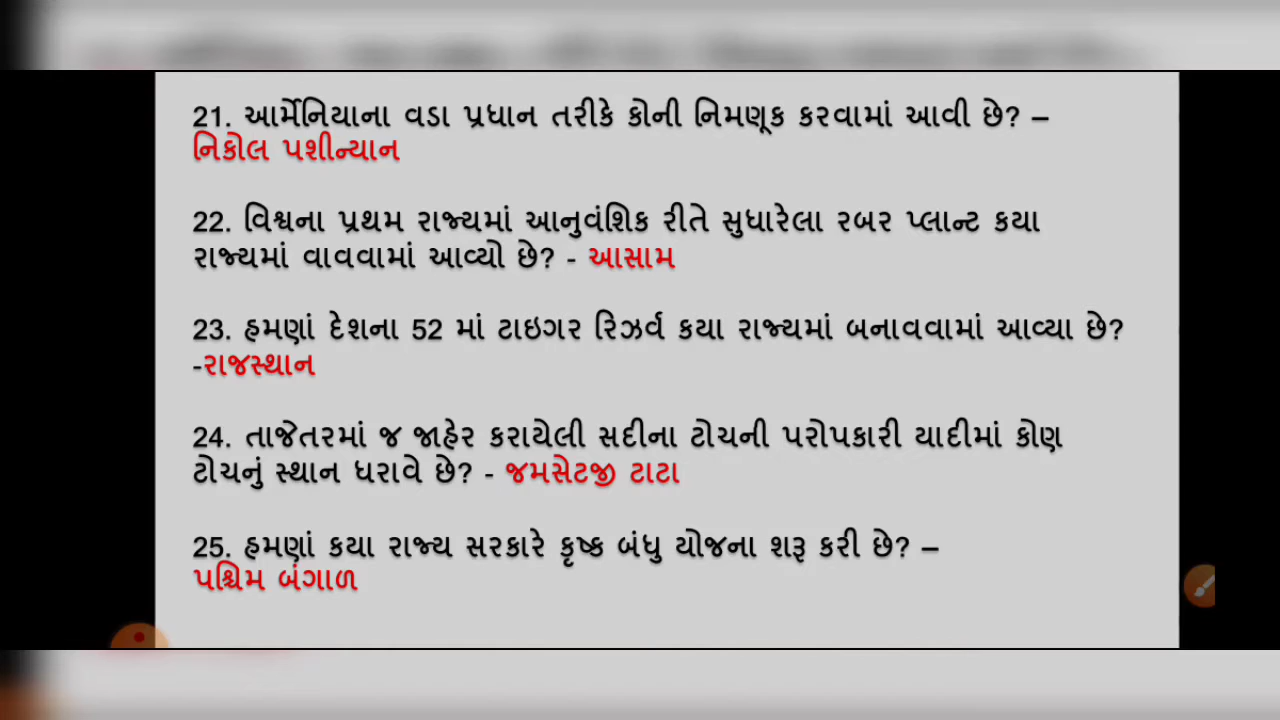 21. આર્મેનિયાના વડા પ્રધાન તરીકે કોની નિમણૂક કરવામાં આવી છે? –
નિકોલ પશીન્યાન
22. વિશ્વના પ્રથમ રાજ્યમાં આનુવંશિક રીતે સુધારેલા રબર પ્લાન્ટ કયા
રાજ્યમાં વાવવામાં આવ્યો છે? - આસામ
23. હમણાં દેશના 52 માં ટાઇગર રિઝર્વ કયા રાજ્યમાં બનાવવામાં આવ્યા છે?
-રાજસ્થાન
24. તાજેતરમાં જ જાહેર કરાયેલી સદીના ટોચની પરોપકારી યાદીમાં કોણ
ટોચનું સ્થાન ધરાવે છે? - જમસેટજી ટાટા
25. હમણાં કયા રાજ્ય સરકારે કૃષ્ક બંધુ યોજના શરૂ કરી છે? –
પશ્ચિમ બંગાળ